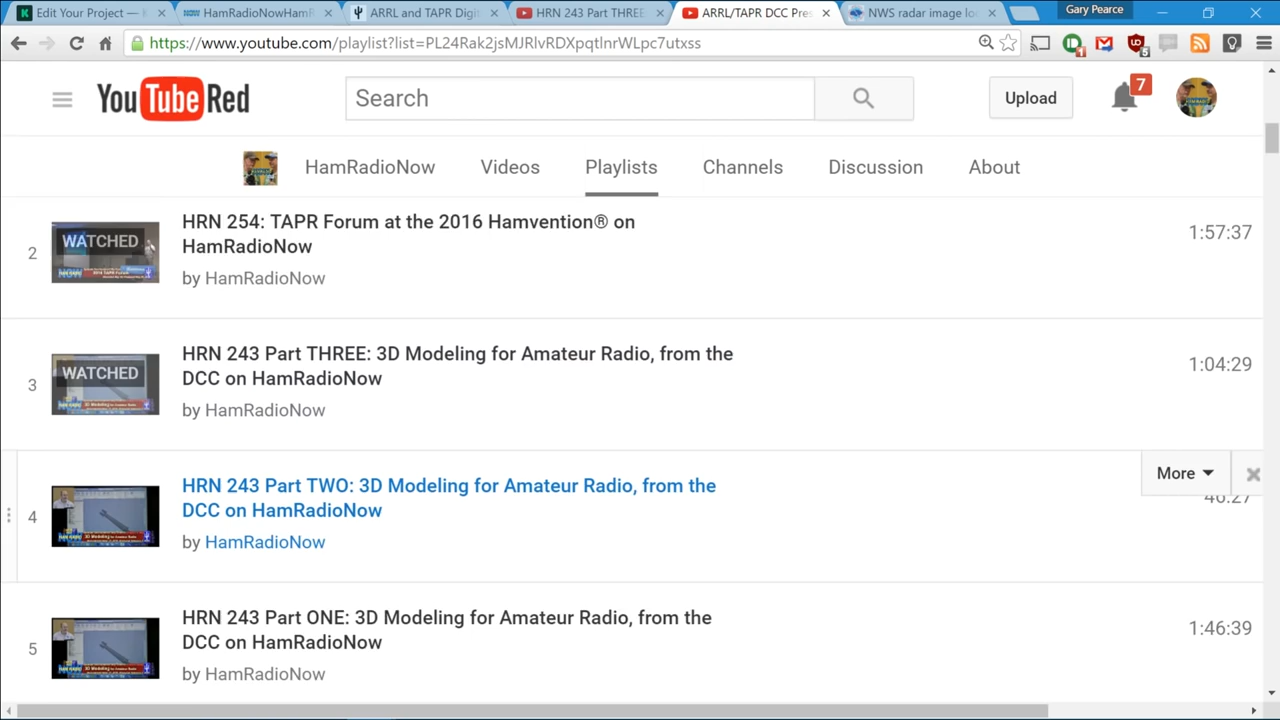 Edit Your Project — K
HamRadioNowHamR
ARRL and TAPR Digit
HRN 243 Part THREE:
ARRL/TAPR DCC Pres
NWS radar image loo
Gary Pearce
https://www.youtube.com/playlist?list=PL24Rak2jsMJRlvRDXpqtlnrWLpc7utxss
YouTube Red
Search
Upload
7
HamRadioNow
Videos
Playlists
Channels
Discussion
About
2
WATCHED
HRN 254: TAPR Forum at the 2016 Hamvention® on
HamRadioNow
by HamRadioNow
1:57:37
3
WATCHED
HRN 243 Part THREE: 3D Modeling for Amateur Radio, from the
DCC on HamRadioNow
by HamRadioNow
1:04:29
4
HRN 243 Part TWO: 3D Modeling for Amateur Radio, from the
DCC on HamRadioNow
by HamRadioNow
More
46:27
5
HRN 243 Part ONE: 3D Modeling for Amateur Radio, from the
DCC on HamRadioNow
by HamRadioNow
1:46:39